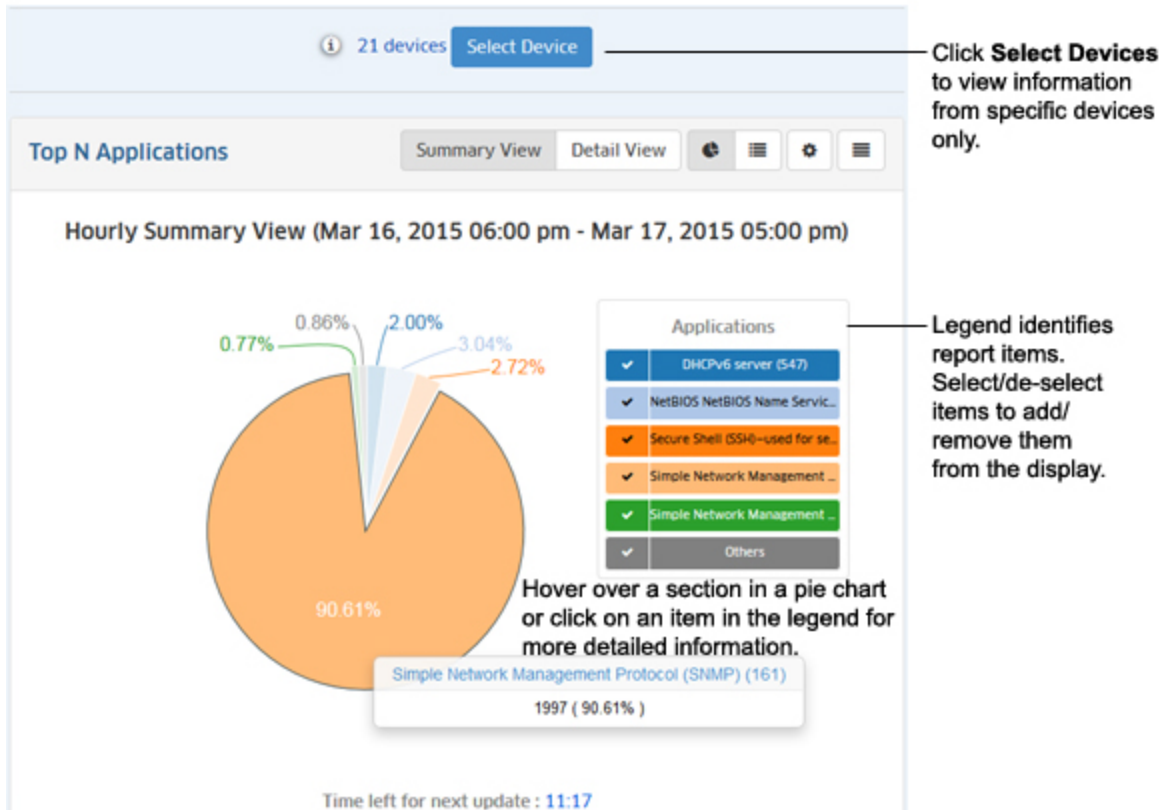 21 devices Select Device
Click Select Devices
to view information
from specific devices
only.
Top N Applications Summary View Detail View
Hourly Summary View (Mar 16, 2015 06:00 pm - Mar 17, 2015 05:00 pm)
0.86% 2.00%
0.77% 3.04%
2.72%
90.61%
Applications
DHCPv6 server (547)
NetBIOS NetBIOS Name Servic...
Secure Shell (SSH)–used for se...
Simple Network Management ...
Simple Network Management ...
Others
Legend identifies
report items.
Select/de-select
items to add/
remove them
from the display.
Hover over a section in a pie chart
or click on an item in the legend for
more detailed information.
Simple Network Management Protocol (SNMP) (161)
1997 ( 90.61% )
Time left for next update : 11:17